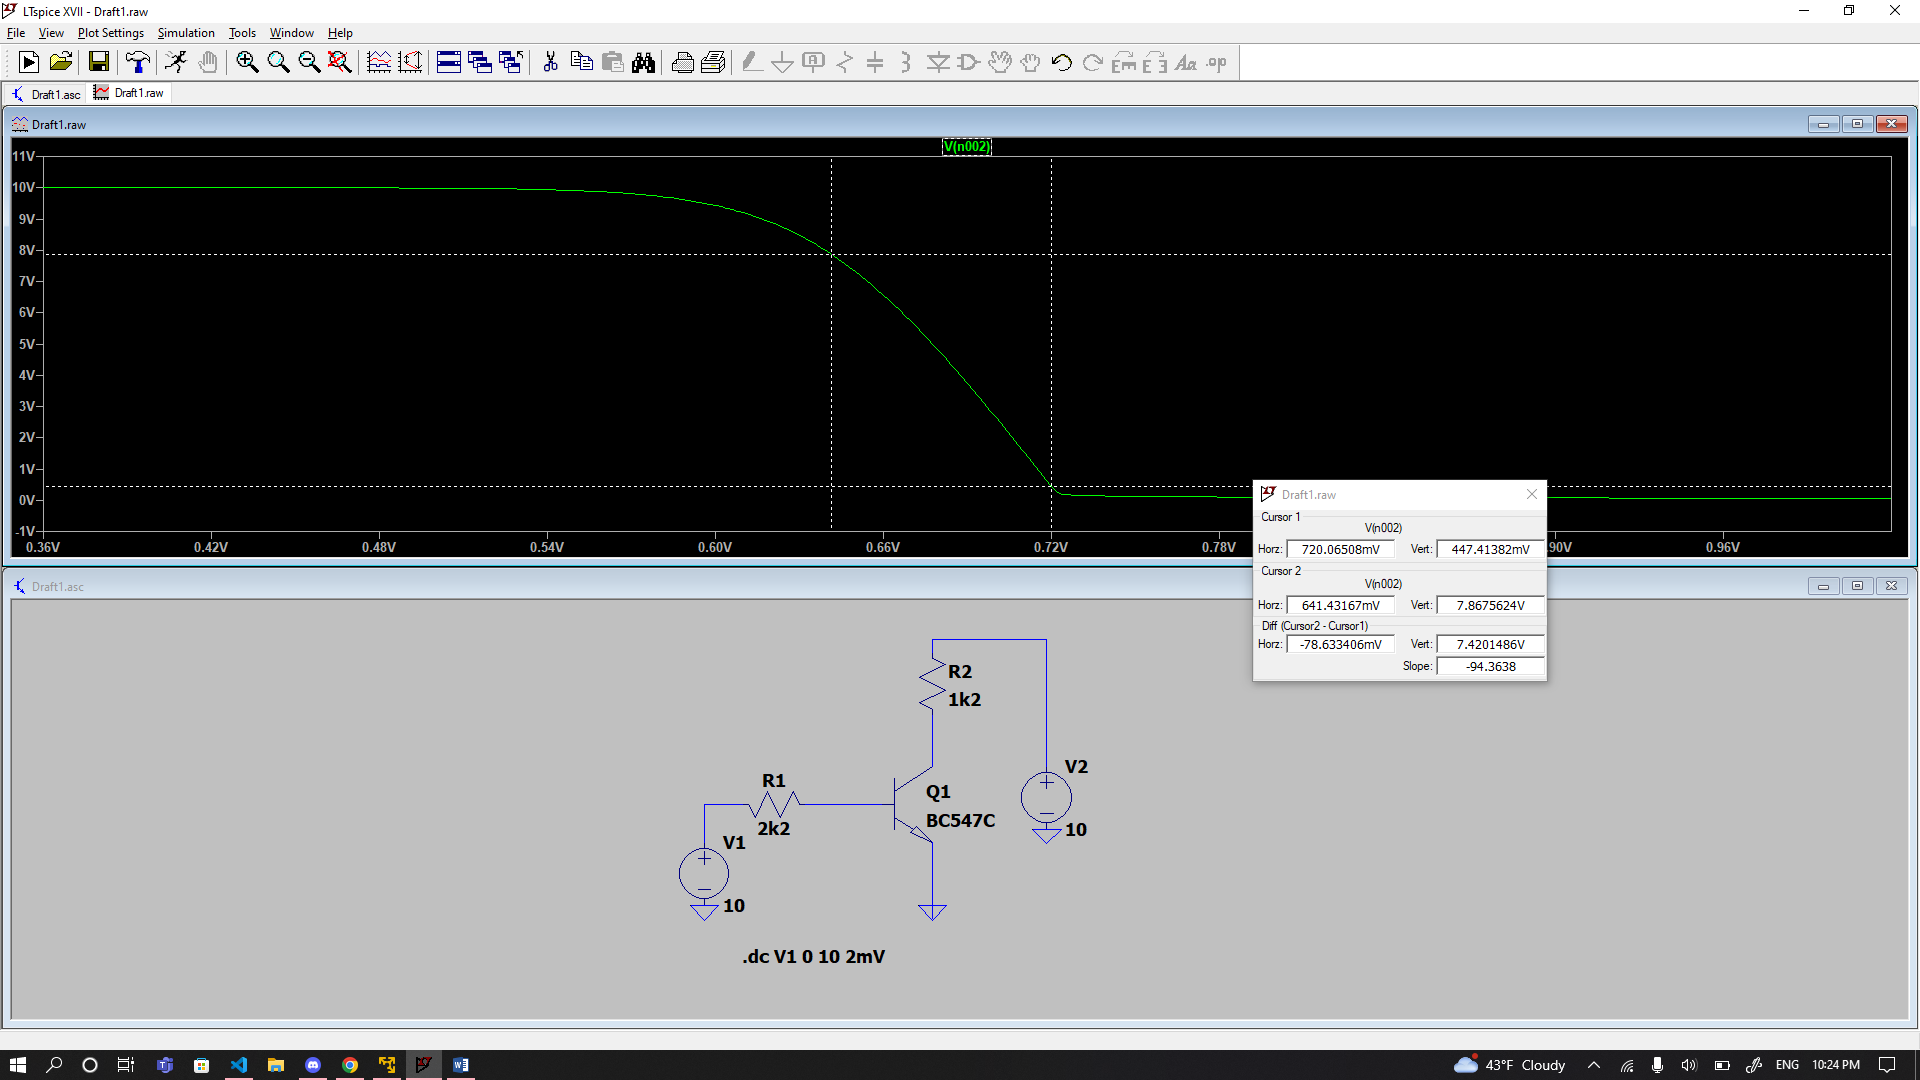 LTspice XVII - Draft1.raw
File View Plot Settings Simulation Tools Window Help
Draft1.asc Draft1.raw
Draft1.raw
V(n002)
11V
10V
9V
8V
7V
6V
5V
4V
3V
2V
1V
0V
-1V
0.36V 0.42V 0.48V 0.54V 0.60V 0.66V 0.72V 0.78V 90V 0.96V
Draft1.raw
Cursor 1
V(n002)
Horz: 720.06508mV Vert: 447.41382mV
Cursor 2
V(n002)
Horz: 641.43167mV Vert: 7.8675624V
Diff (Cursor2 - Cursor1)
Horz: -78.633406mV Vert: 7.4201486V
Slope: -94.3638
Draft1.asc
R2
1k2
R1
2k2
V1
10
Q1
BC547C
V2
10
.dc V1 0 10 2mV
43°F Cloudy ENG 10:24 PM